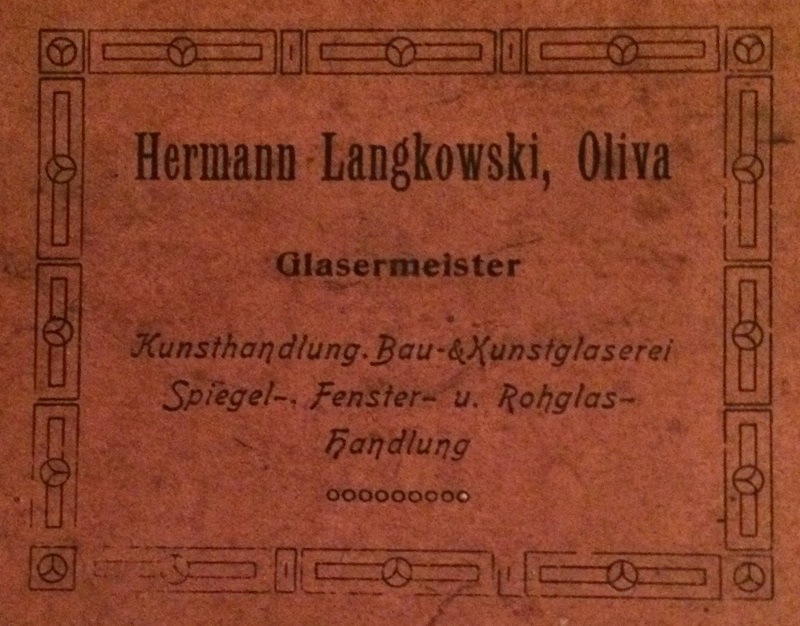 Hermann Langkowski, Oliva
Glasermeister
Kunsthandlung. Bau-&Kunstglaserei
Spiegel-, Fenster- u. Rohglas-
Handlung